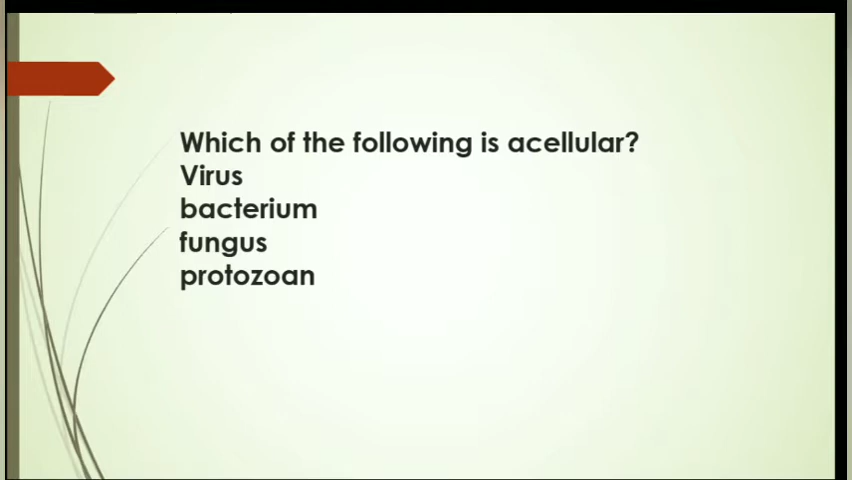 Which of the following is acellular?
Virus
bacterium
fungus
protozoan